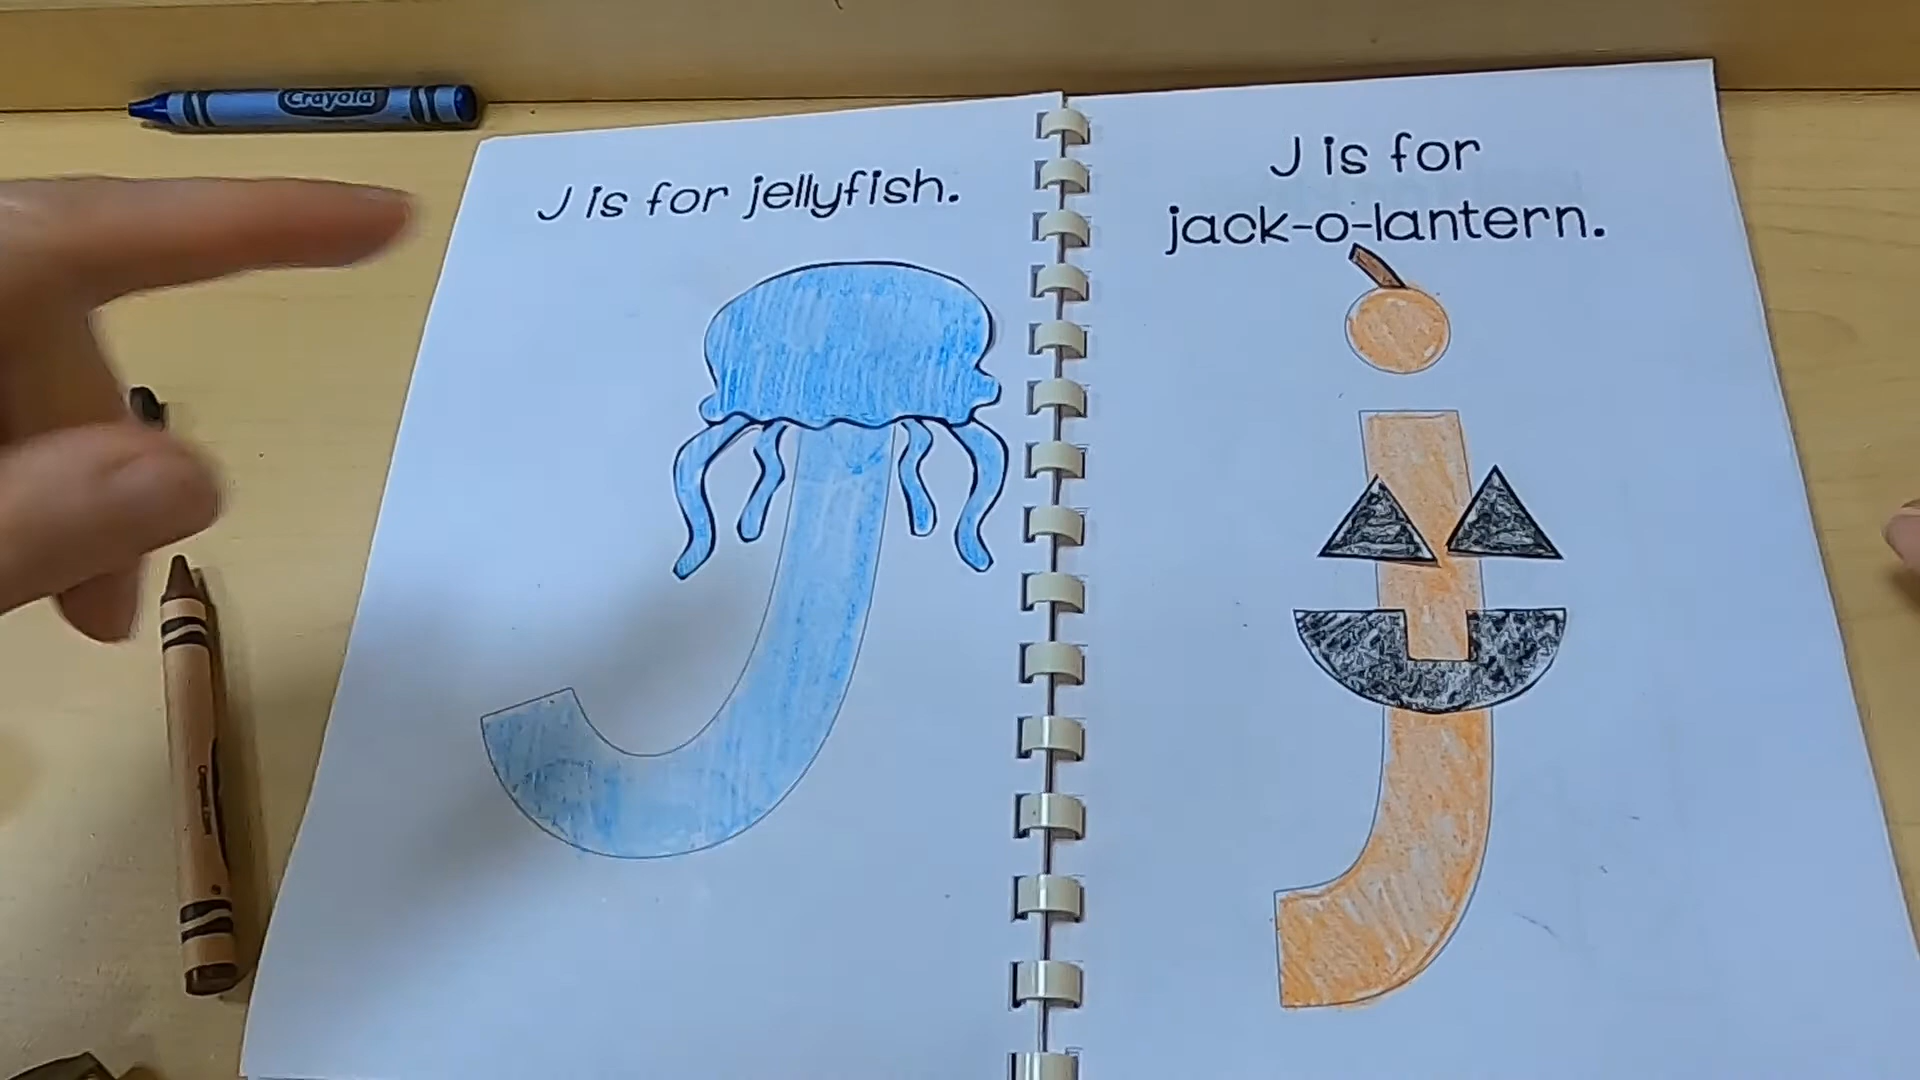 Crayola
J is for jellyfish.
J is for
jack-o-lantern.